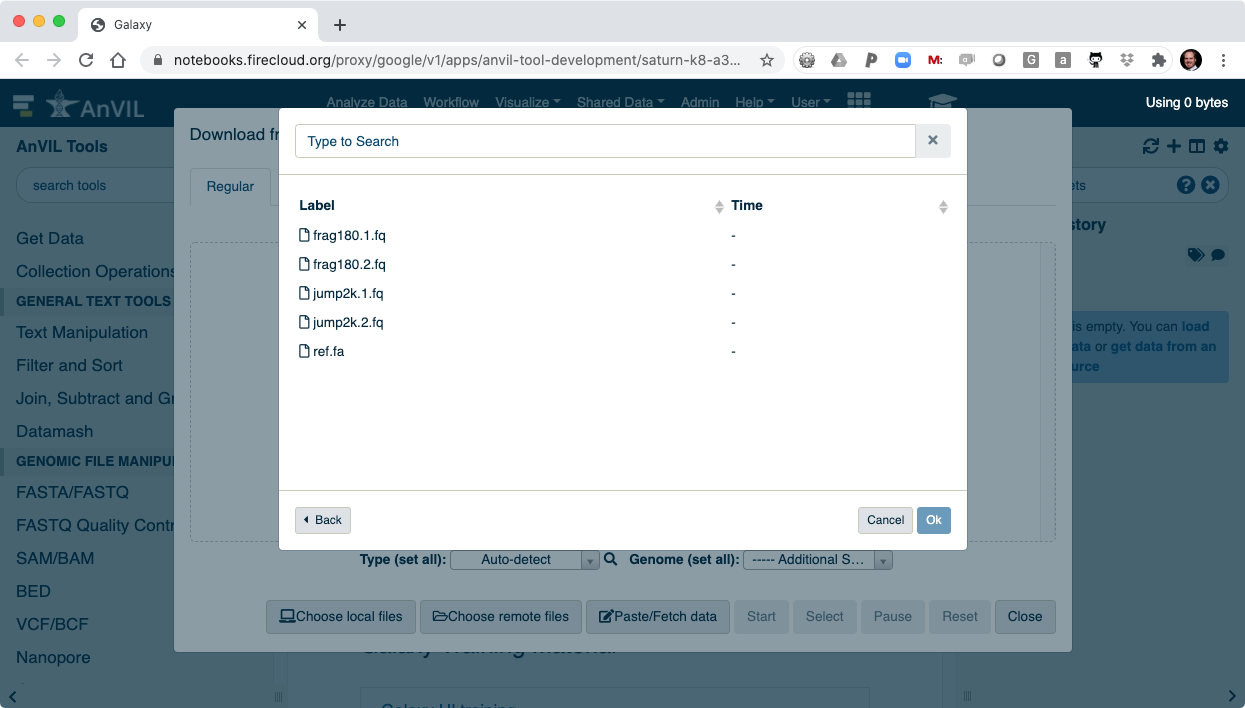 Galaxy
notebooks.firecloud.org/proxy/google/v1/apps/anvil-tool-development/saturn-k8-a3...
AnVIL
Analyze Data Workflow Visualize Shared Data Admin Help User
Using 0 bytes
AnVIL Tools
search tools
Get Data
Collection Operations
GENERAL TEXT TOOLS
Text Manipulation
Filter and Sort
Join, Subtract and Gr
Datamash
GENOMIC FILE MANIPU
FASTA/FASTQ
FASTQ Quality Contr
SAM/BAM
BED
VCF/BCF
Nanopore
Download fr
Regular
Type to Search
Label Time
frag180.1.fq -
frag180.2.fq -
jump2k.1.fq -
jump2k.2.fq -
ref.fa -
Back Cancel Ok
Type (set all): Auto-detect Genome (set all): ----- Additional S...
Choose local files Choose remote files Paste/Fetch data Start Select Pause Reset Close
Galaxy UI training
ets
story
is empty. You can load
ata or get data from an
urce